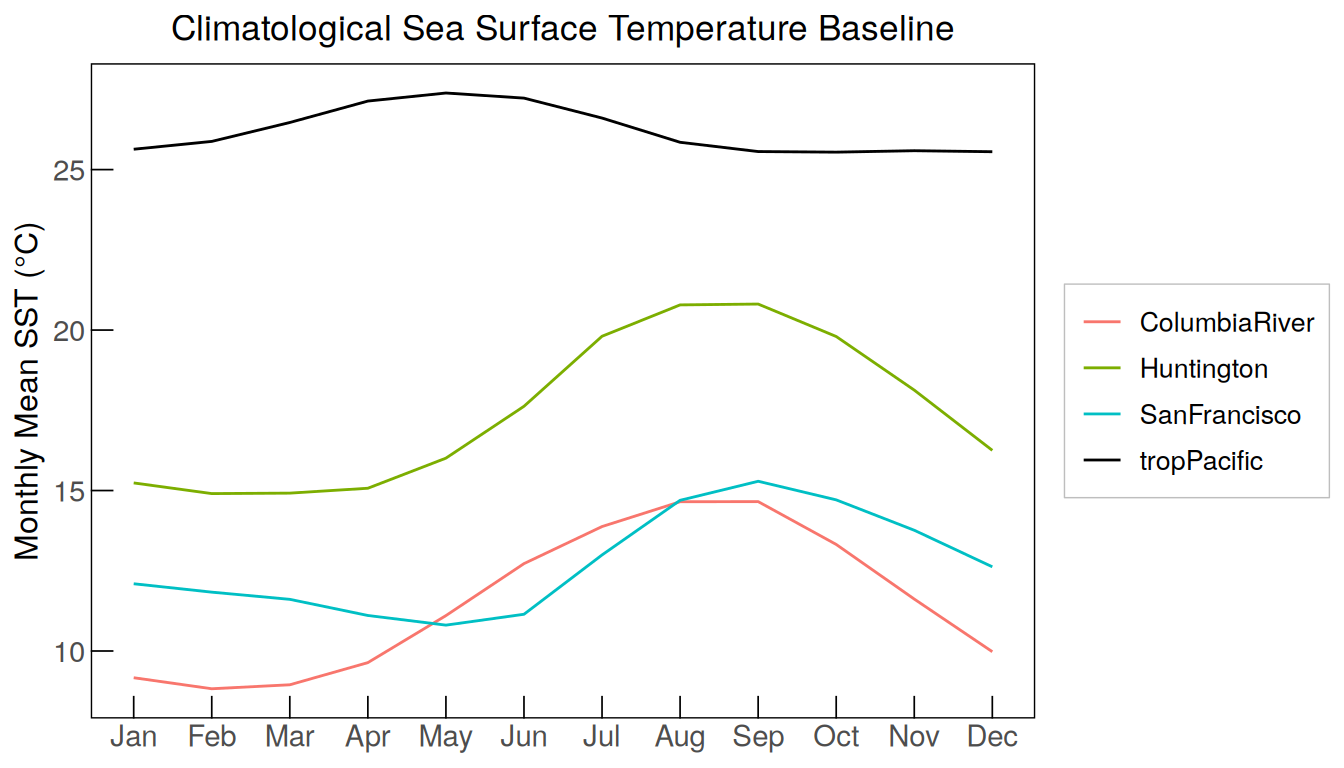 Climatological Sea Surface Temperature Baseline
Monthly Mean SST (°C)
25
20
15
10
Jan Feb Mar Apr May Jun Jul Aug Sep Oct Nov Dec
ColumbiaRiver
Huntington
SanFrancisco
tropPacific